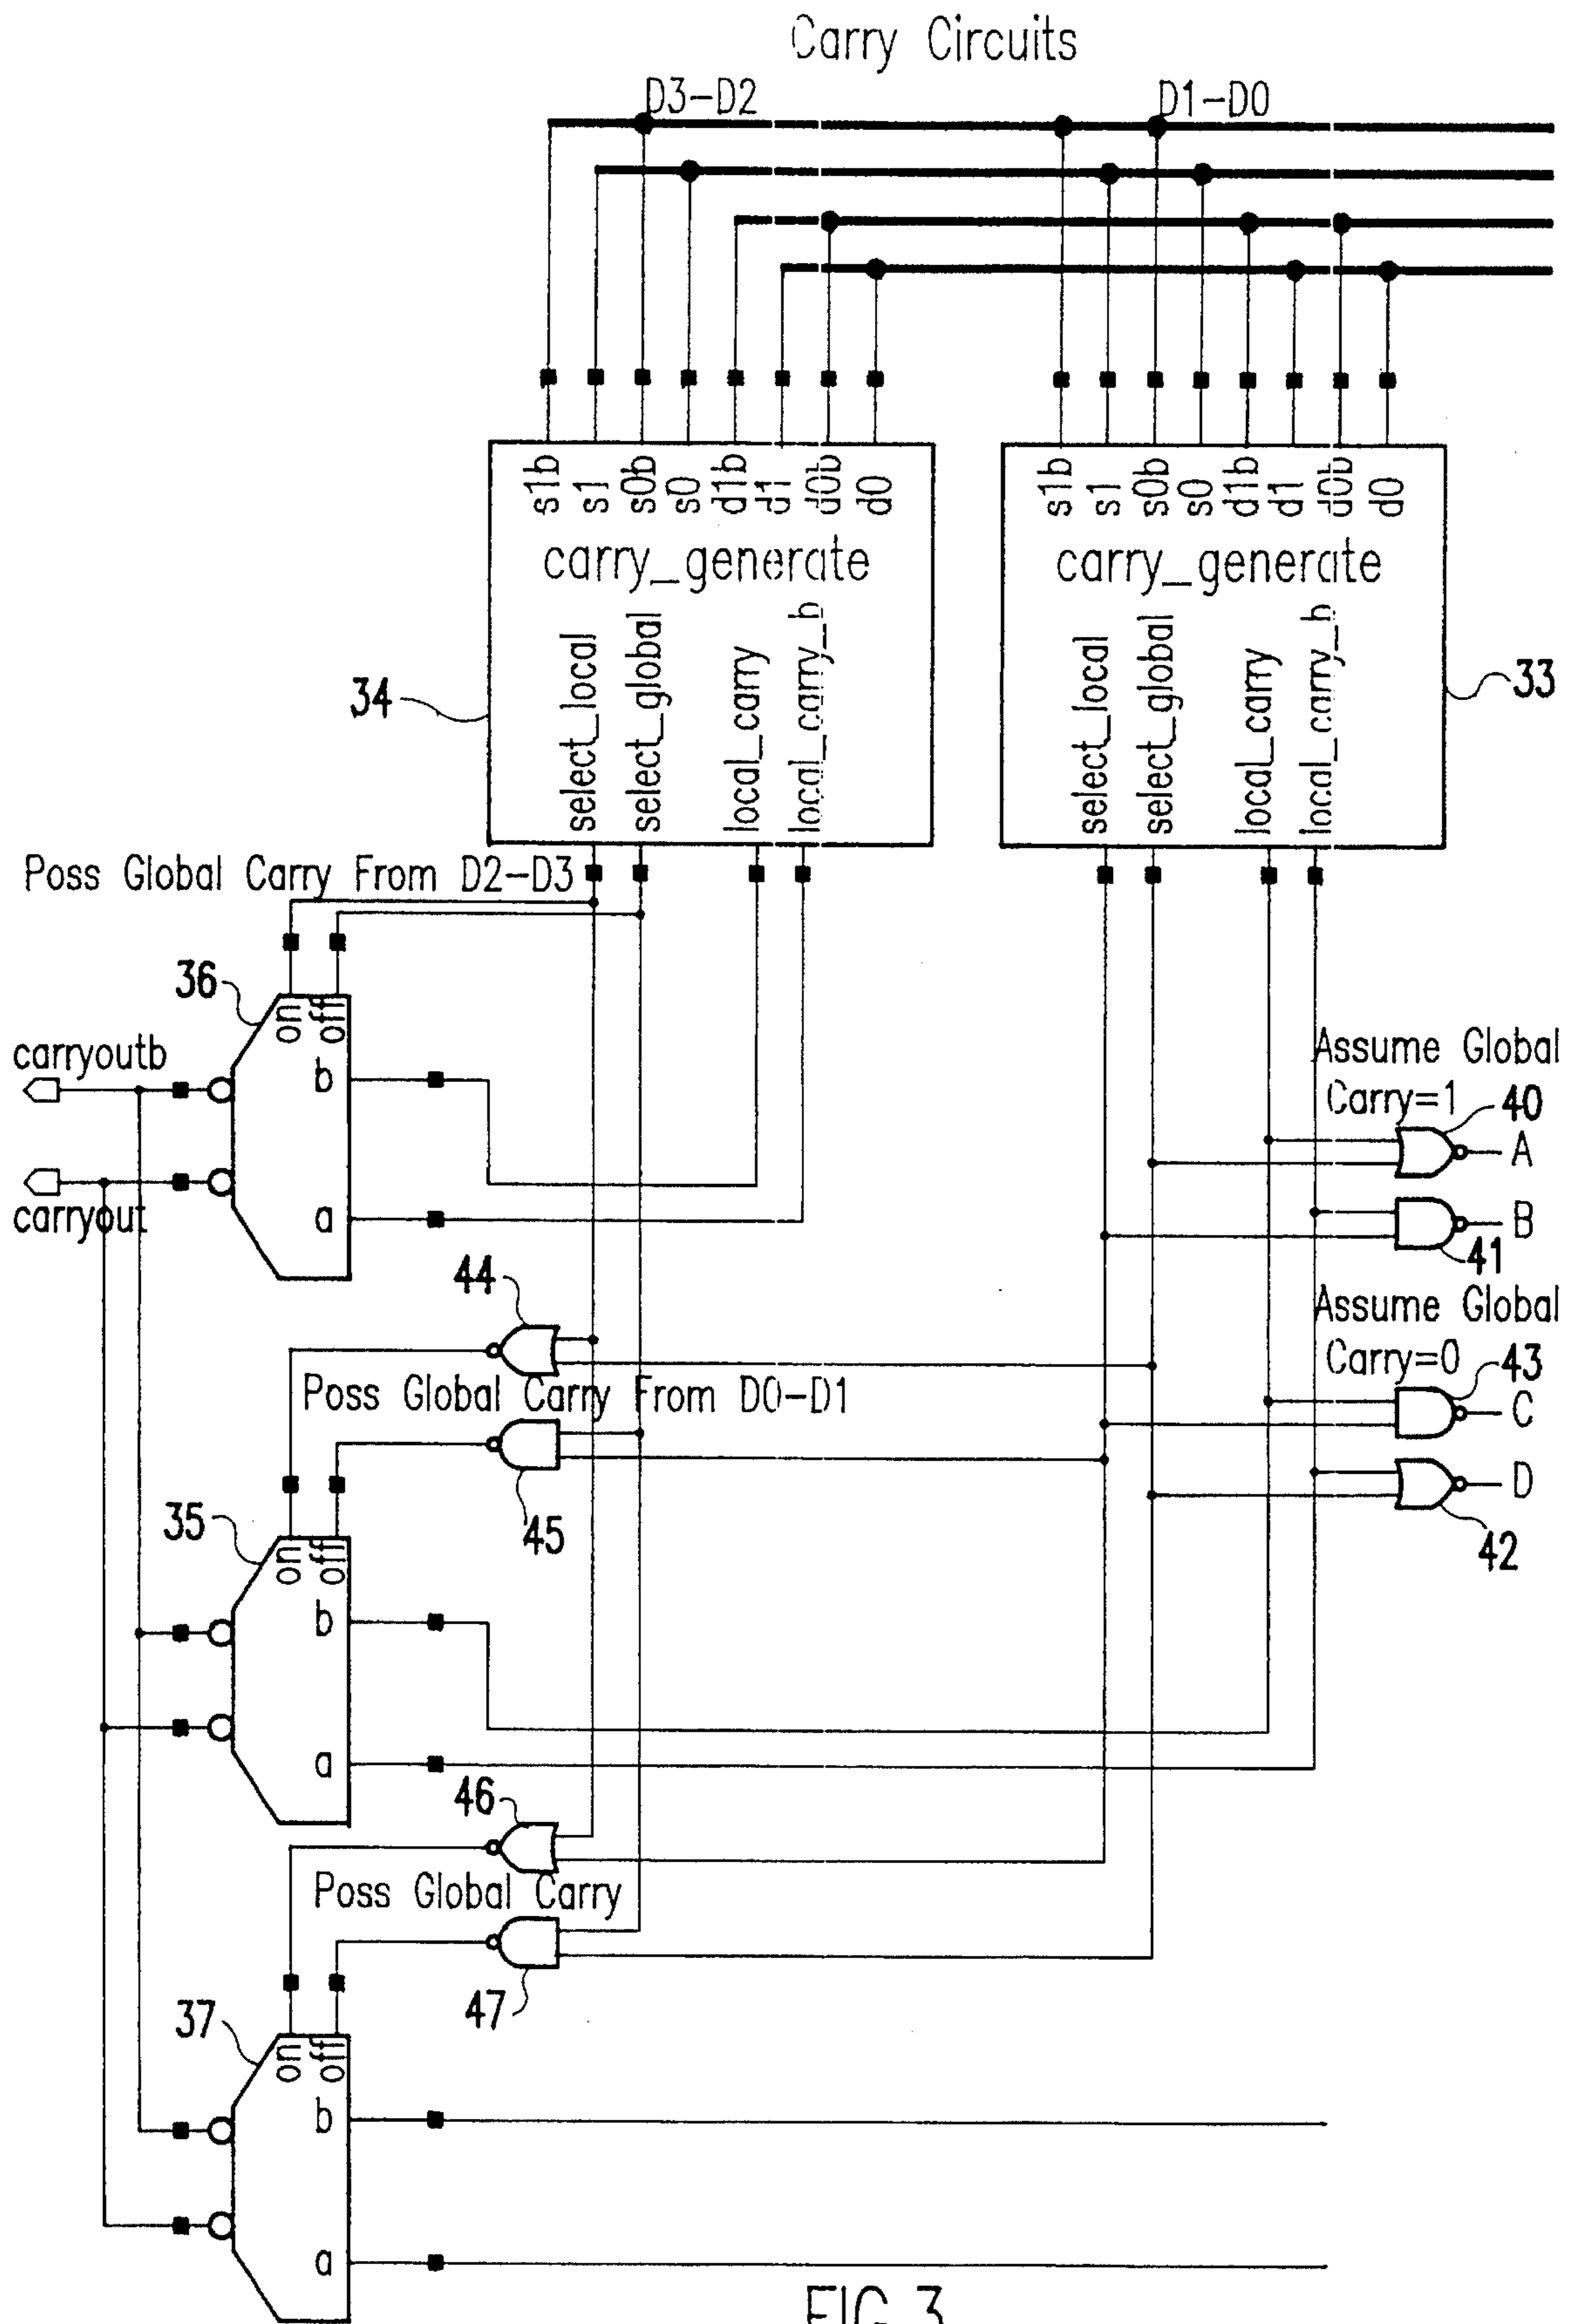 Carry Circuits
D3-D2
D1-D0
s1b
s1
s0b
s0
d1b
d1
d0b
d0
carry_generate
select_local
select_global
local_carry
local_carry_b
34
s1b
s1
s0b
s0
d1b
d1
d0b
d0
carry_generate
select_local
select_global
local_carry
local_carry_b
33
Poss Global Carry From D2-D3
36
on
off
b
a
carryoutb
carryout
Assume Global
Carry=1
40
A
B
41
Assume Global
Carry=0
43
C
D
42
44
Poss Global Carry From D0-D1
45
35
on
off
b
a
46
Poss Global Carry
47
37
on
off
b
a
FIG. 3